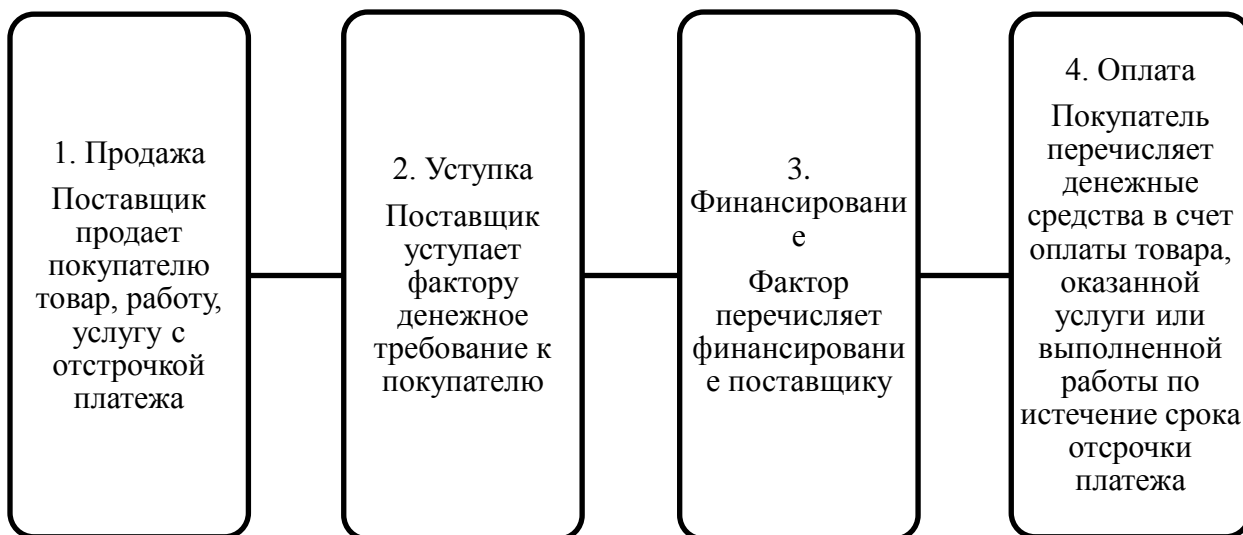 1. Продажа
Поставщик
продает
покупателю
товар, работу,
услугу с
отстрочкой
платежа
2. Уступка
Поставщик
уступает
фактору
денежное
требование к
покупателю
3.
Финансировани
е
Фактор
перечисляет
финансировани
е поставщику
4. Оплата
Покупатель
перечисляет
денежные
средства в счет
оплаты товара,
оказанной
услуги или
выполненной
работы по
истечение срока
отсрочки
платежа